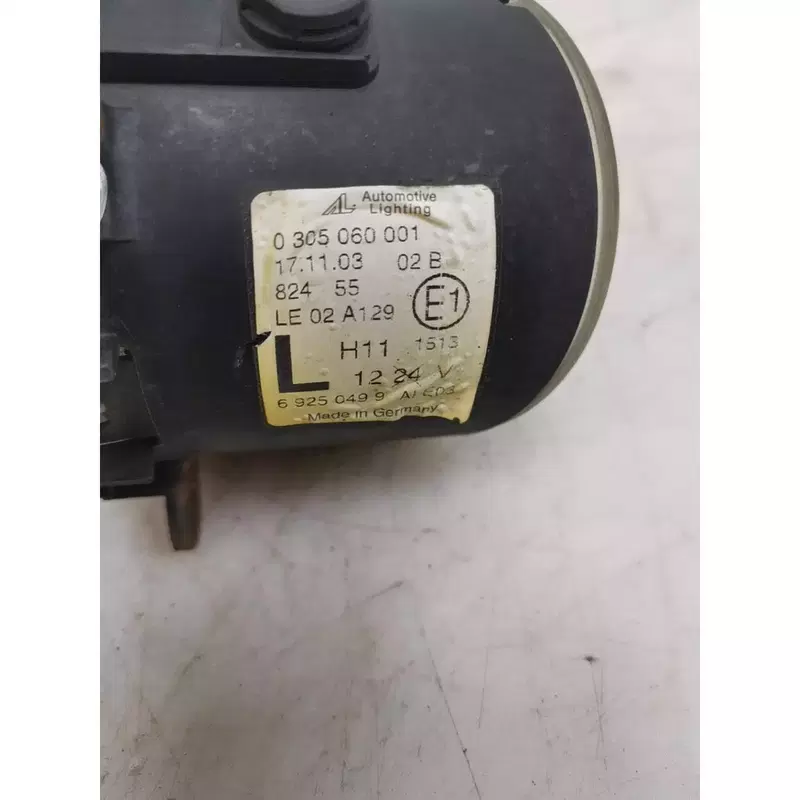 AL Automotive
Lighting
0 305 060 001
17.11.03 02 B
824 55
LE 02 A129 E1
L H11 1513
12 24 V
6 925 049 9
Made in Germany